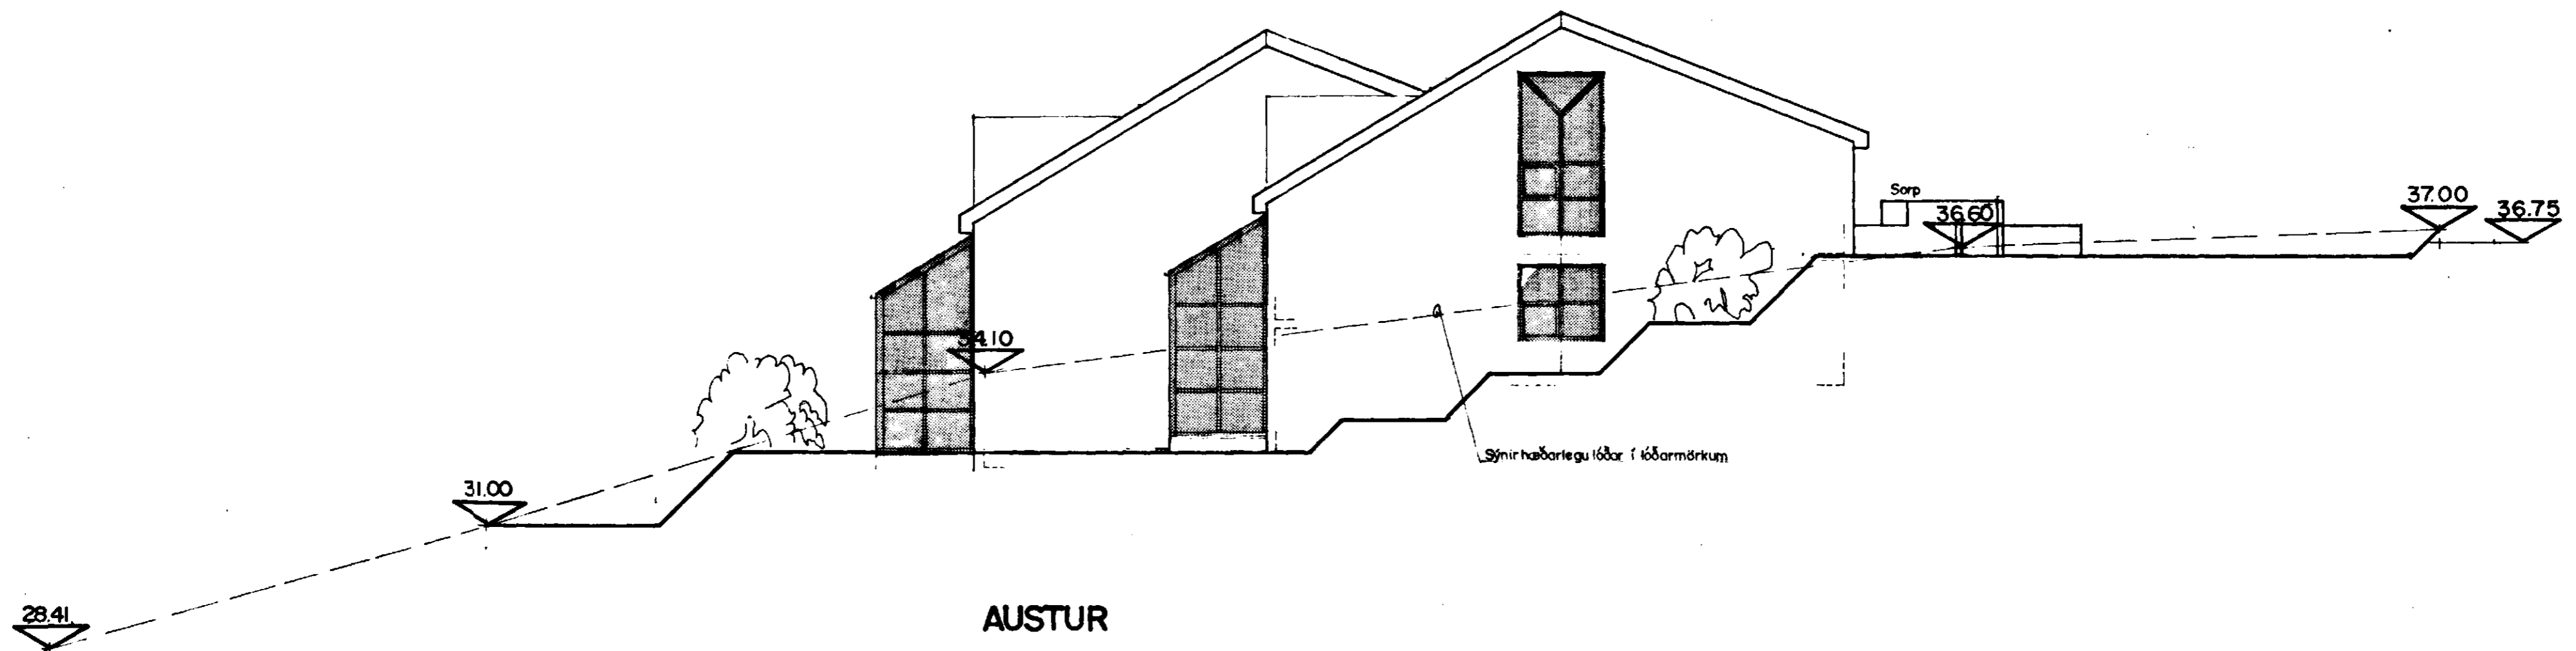 Sorp
37.00
36.75
36.60
34.10
Sýnir hæðarlegu lóðar í lóðarmörkum
31.00
28.41
AUSTUR